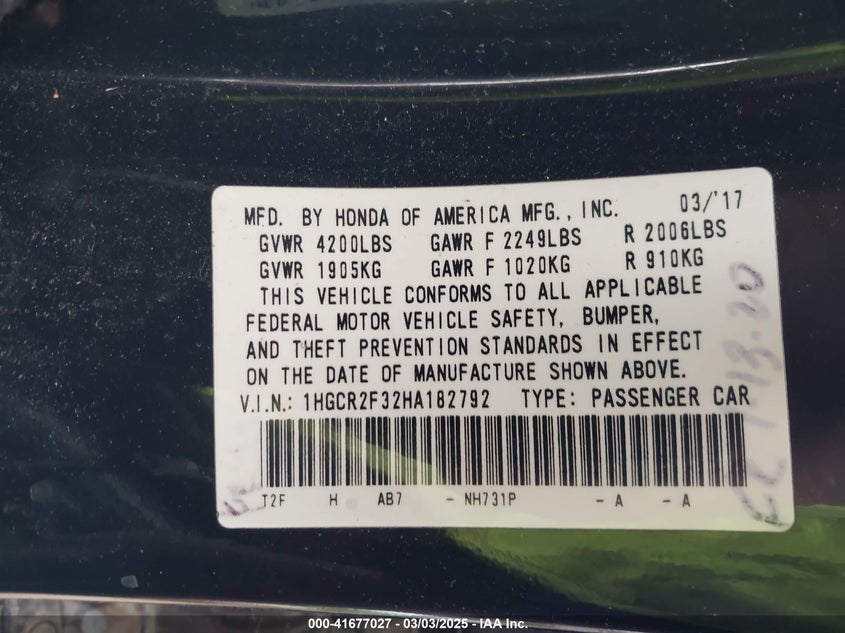 MFD. BY HONDA OF AMERICA MFG., INC. 03/'17
GVWR 4200LBS GAWR F 2249LBS R 2006LBS
GVWR 1905KG GAWR F 1020KG R 910KG
THIS VEHICLE CONFORMS TO ALL APPLICABLE
FEDERAL MOTOR VEHICLE SAFETY, BUMPER,
AND THEFT PREVENTION STANDARDS IN EFFECT
ON THE DATE OF MANUFACTURE SHOWN ABOVE.
V.I.N.: 1HGCR2F32HA182792 TYPE: PASSENGER CAR
T2F H AB7 - NH731P - A - A
000-41677027 - 03/03/2025 - IAA Inc.